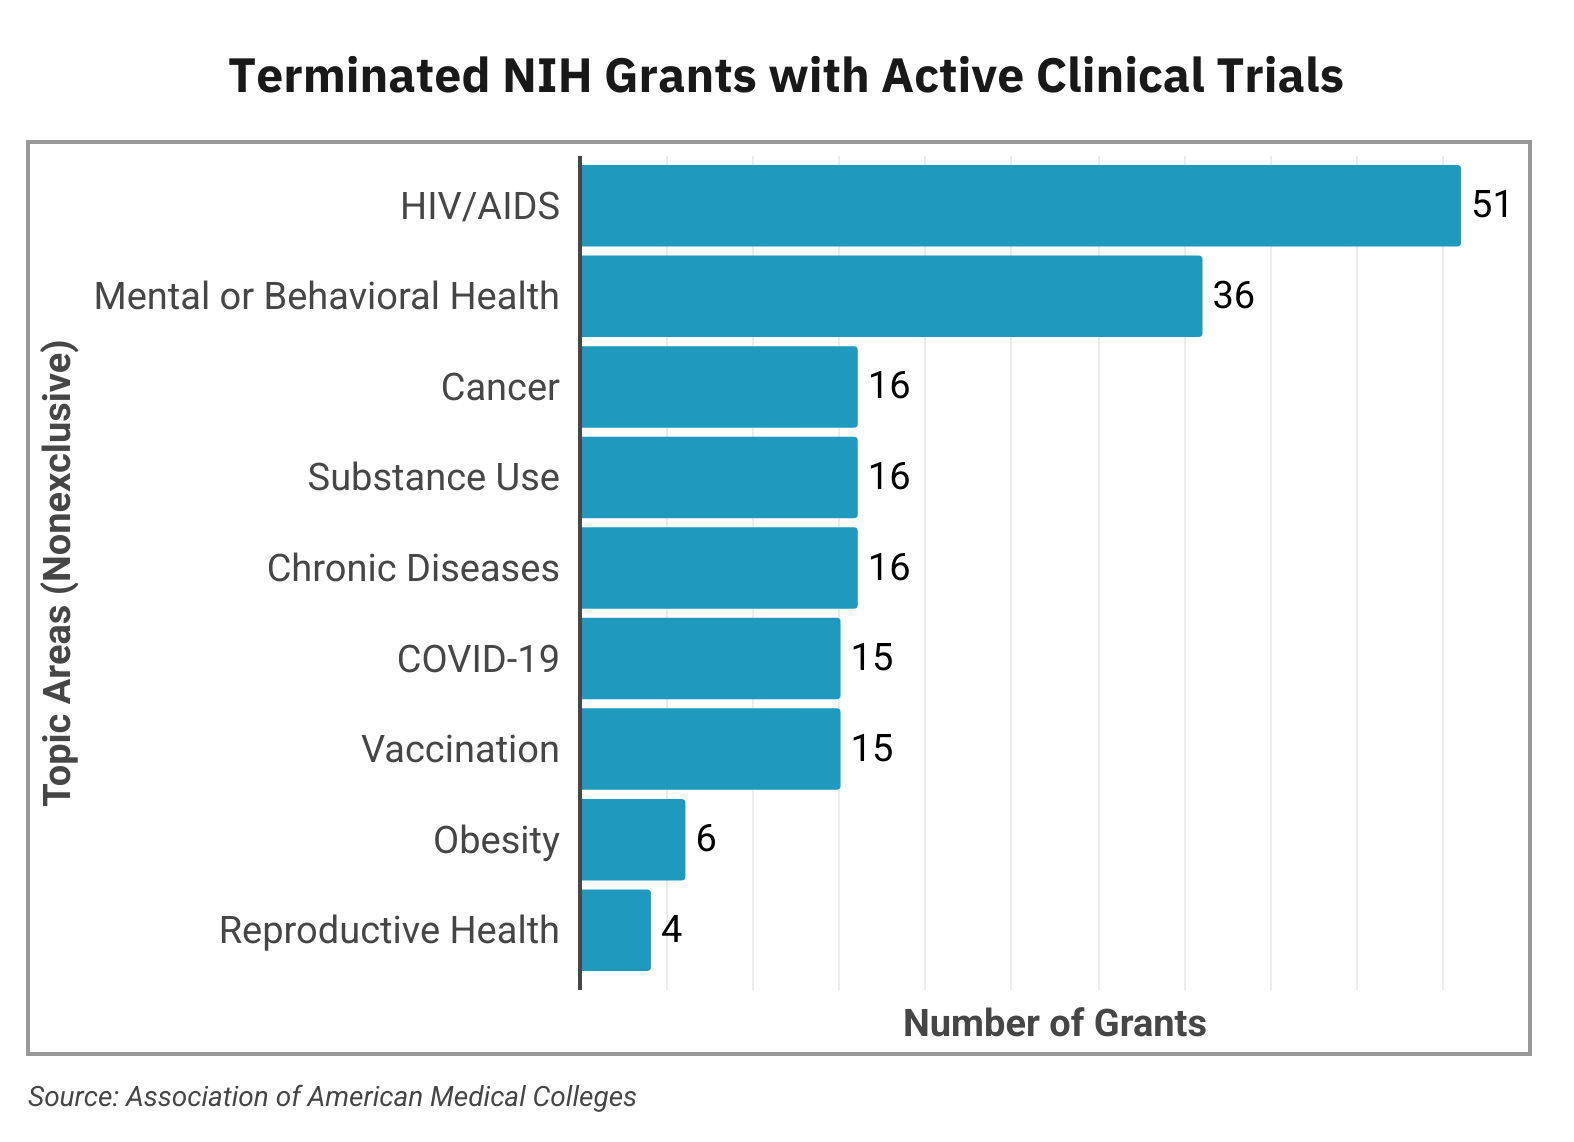 Terminated NIH Grants with Active Clinical Trials
Topic Areas (Nonexclusive)
HIV/AIDS 51
Mental or Behavioral Health 36
Cancer 16
Substance Use 16
Chronic Diseases 16
COVID-19 15
Vaccination 15
Obesity 6
Reproductive Health 4
Number of Grants
Source: Association of American Medical Colleges